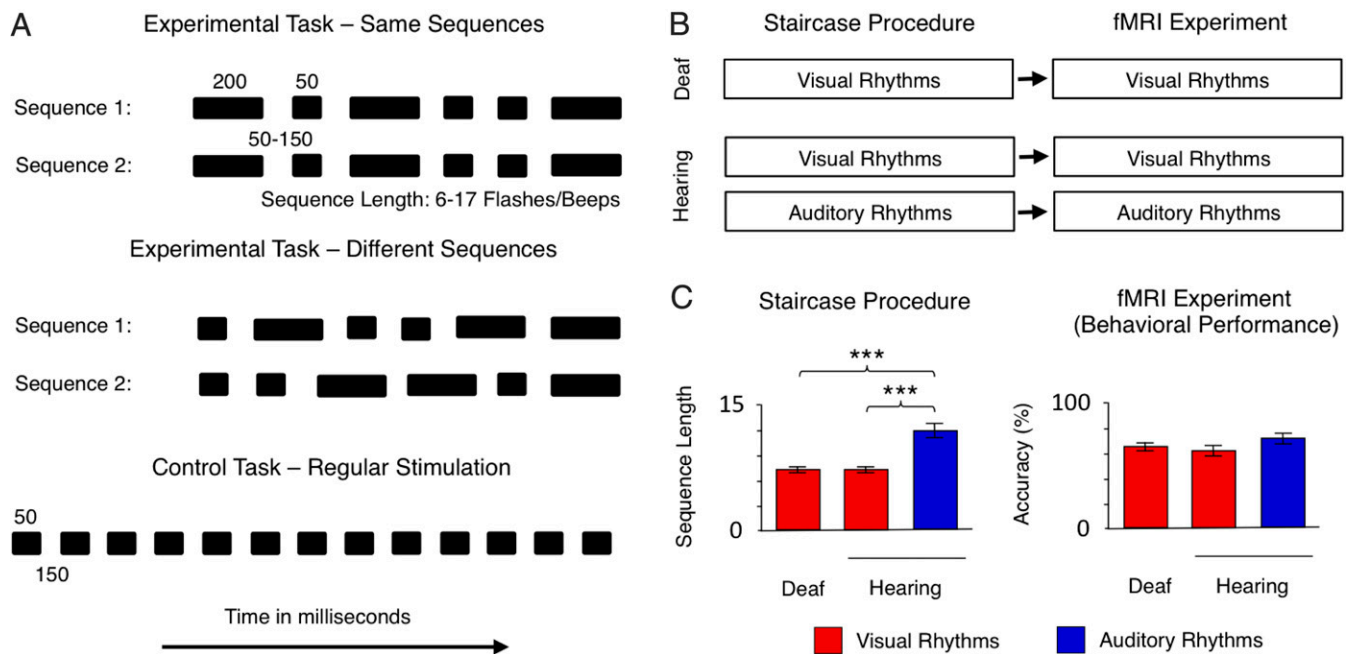 A
Experimental Task – Same Sequences
200 50
Sequence 1:
50-150
Sequence 2:
Sequence Length: 6-17 Flashes/Beeps
Experimental Task – Different Sequences
Sequence 1:
Sequence 2:
Control Task – Regular Stimulation
50
150
Time in milliseconds
B
Staircase Procedure fMRI Experiment
Deaf
Visual Rhythms Visual Rhythms
Hearing
Visual Rhythms Visual Rhythms
Auditory Rhythms Auditory Rhythms
C
Staircase Procedure
***
***
Sequence Length
15
0
Deaf Hearing
fMRI Experiment
(Behavioral Performance)
Accuracy (%)
100
0
Deaf Hearing
Visual Rhythms Auditory Rhythms